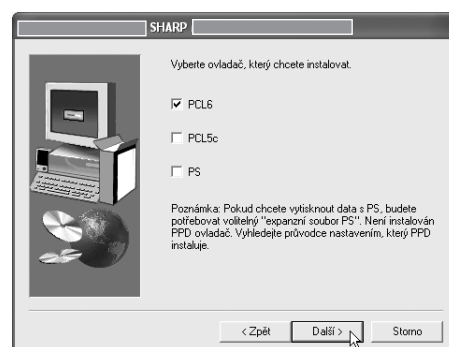 SHARP
Vyberte ovladač, který chcete instalovat.
PCL6
PCL5c
PS
Poznámka: Pokud chcete vytisknout data s PS, budete
potřebovat volitelný "expanzní soubor PS". Není instalován
PPD ovladač. Vyhledejte průvodce nastavením, který PPD
instaluje.
< Zpět Další > Storno